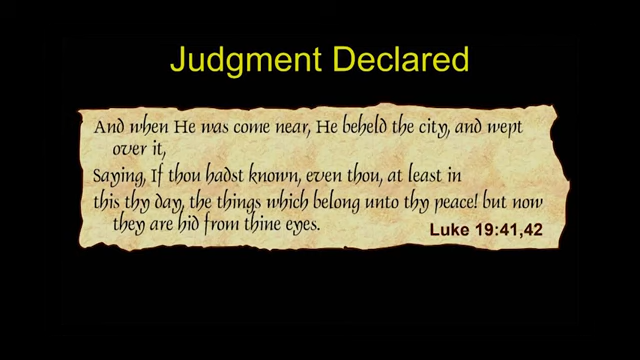 Judgment Declared
And when He was come near, He beheld the city, and wept
over it,
Saying, If thou hadst known, even thou, at least in
this thy day, the things which belong unto thy peace! but now
they are hid from thine eyes.
Luke 19:41,42